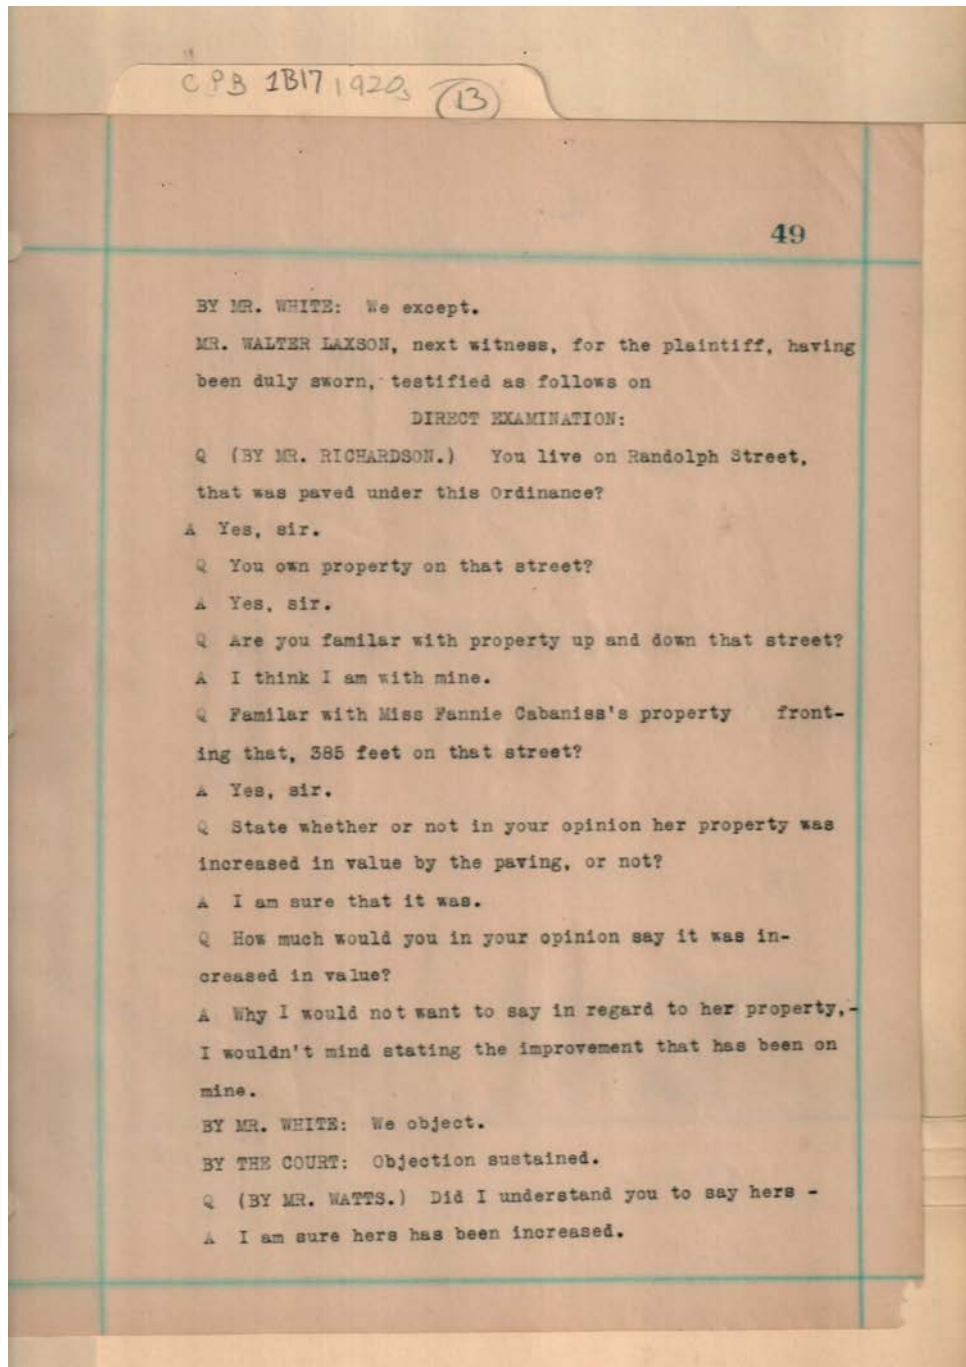 CPB 1B17 1920s 13
49
BY MR. WHITE: We except.
MR. WALTER LAXSON, next witness, for the plaintiff, having
been duly sworn, testified as follows on
DIRECT EXAMINATION:
Q (BY MR. RICHARDSON.) You live on Randolph Street,
that was paved under this Ordinance?
A Yes, sir.
Q You own property on that street?
A Yes, sir.
Q Are you familar with property up and down that street?
A I think I am with mine.
Q Familar with Miss Fannie Cabaniss's property front-
ing that, 385 feet on that street?
A Yes, sir.
Q State whether or not in your opinion her property was
increased in value by the paving, or not?
A I am sure that it was.
Q How much would you in your opinion say it was in-
creased in value?
A Why I would not want to say in regard to her property,-
I wouldn't mind stating the improvement that has been on
mine.
BY MR. WHITE: We object.
BY THE COURT: Objection sustained.
Q (BY MR. WATTS.) Did I understand you to say hers -
A I am sure hers has been increased.